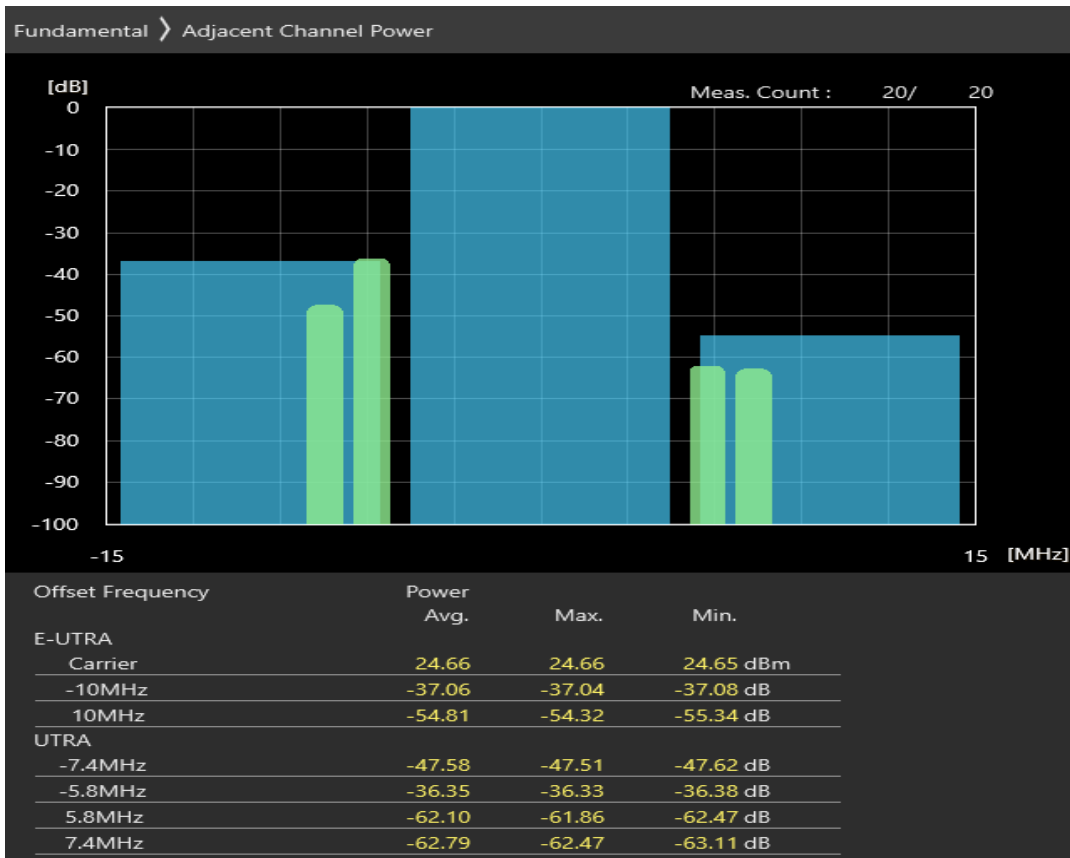 Fundamental 〉 Adjacent Channel Power
[dB]
Meas. Count : 20/ 20
0
-10
-20
-30
-40
-50
-60
-70
-80
-90
-100
-15 15 [MHz]
Offset Frequency Power
Avg. Max. Min.
E-UTRA
Carrier 24.66 24.66 24.65 dBm
-10MHz -37.06 -37.04 -37.08 dB
10MHz -54.81 -54.32 -55.34 dB
UTRA
-7.4MHz -47.58 -47.51 -47.62 dB
-5.8MHz -36.35 -36.33 -36.38 dB
5.8MHz -62.10 -61.86 -62.47 dB
7.4MHz -62.79 -62.47 -63.11 dB